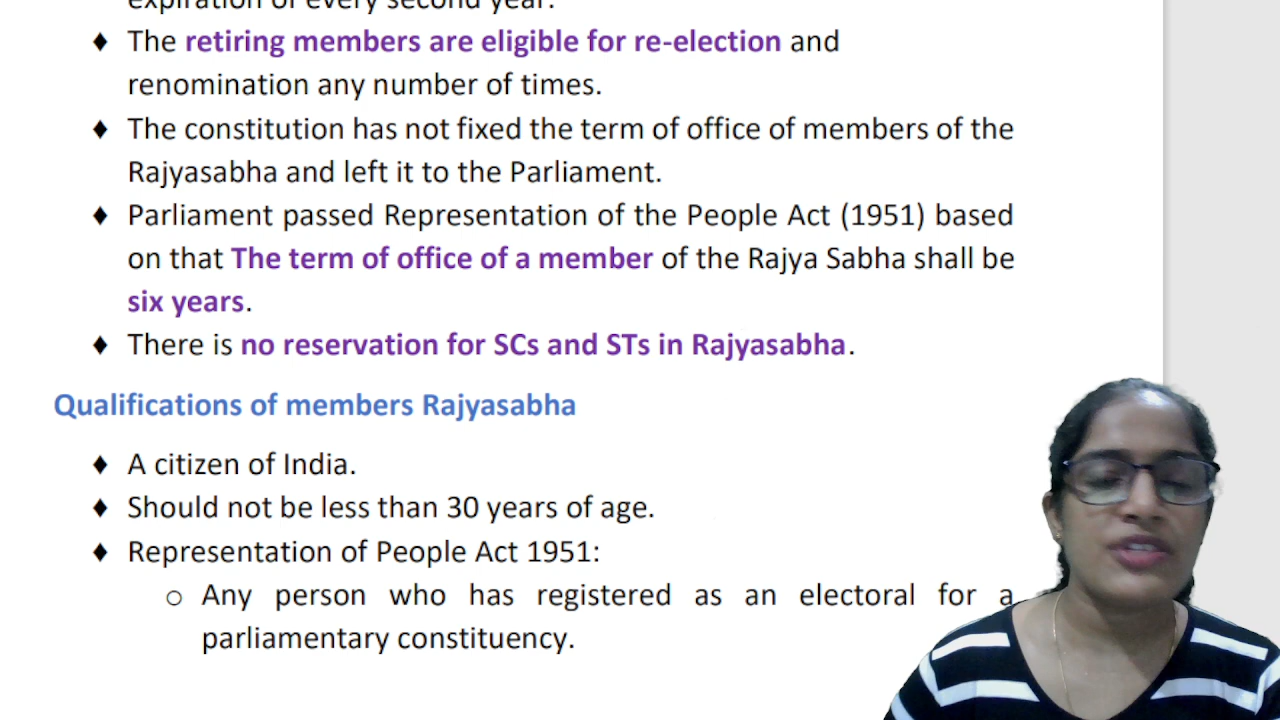 expiration of every second year.
♦ The retiring members are eligible for re-election and
renomination any number of times.
♦ The constitution has not fixed the term of office of members of the
Rajyasabha and left it to the Parliament.
♦ Parliament passed Representation of the People Act (1951) based
on that The term of office of a member of the Rajya Sabha shall be
six years.
♦ There is no reservation for SCs and STs in Rajyasabha.
Qualifications of members Rajyasabha
♦ A citizen of India.
♦ Should not be less than 30 years of age.
♦ Representation of People Act 1951:
○ Any person who has registered as an electoral for a
parliamentary constituency.